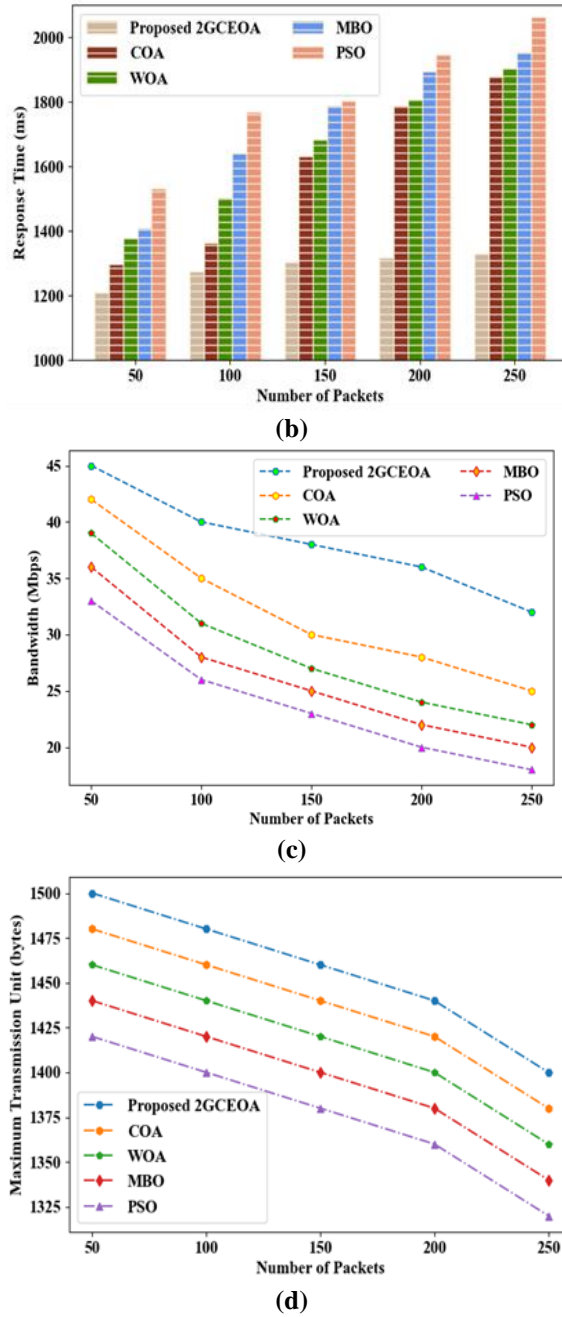 Proposed 2GCEOA MBO
COA PSO
WOA
2000
1800
1600
1400
1200
1000
Response Time (ms)
50 100 150 200 250
Number of Packets
(b)
45
40
35
30
25
20
Bandwidth (Mbps)
Proposed 2GCEOA MBO
COA PSO
WOA
50 100 150 200 250
Number of Packets
(c)
1500
1475
1450
1425
1400
1375
1350
1325
Maximum Transmission Unit (bytes)
Proposed 2GCEOA
COA
WOA
MBO
PSO
50 100 150 200 250
Number of Packets
(d)